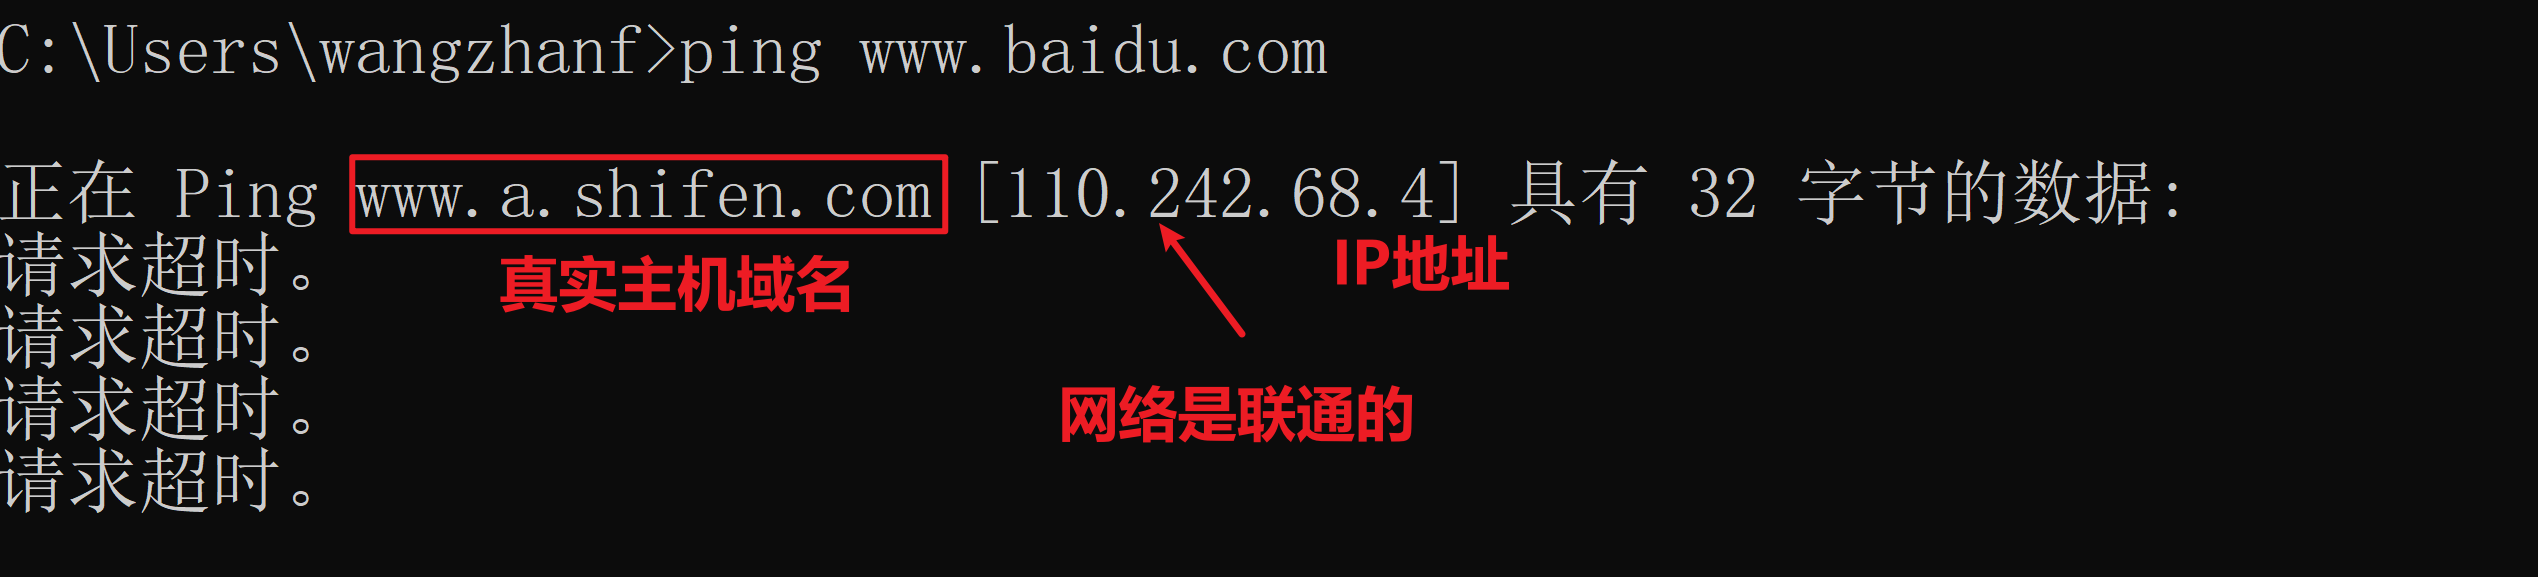 C:\Users\wangzhanf>ping www.baidu.com
正在 Ping www.a.shifen.com [110.242.68.4] 具有 32 字节的数据:
请求超时。
真实主机域名
IP地址
请求超时。
网络是联通的
请求超时。
请求超时。